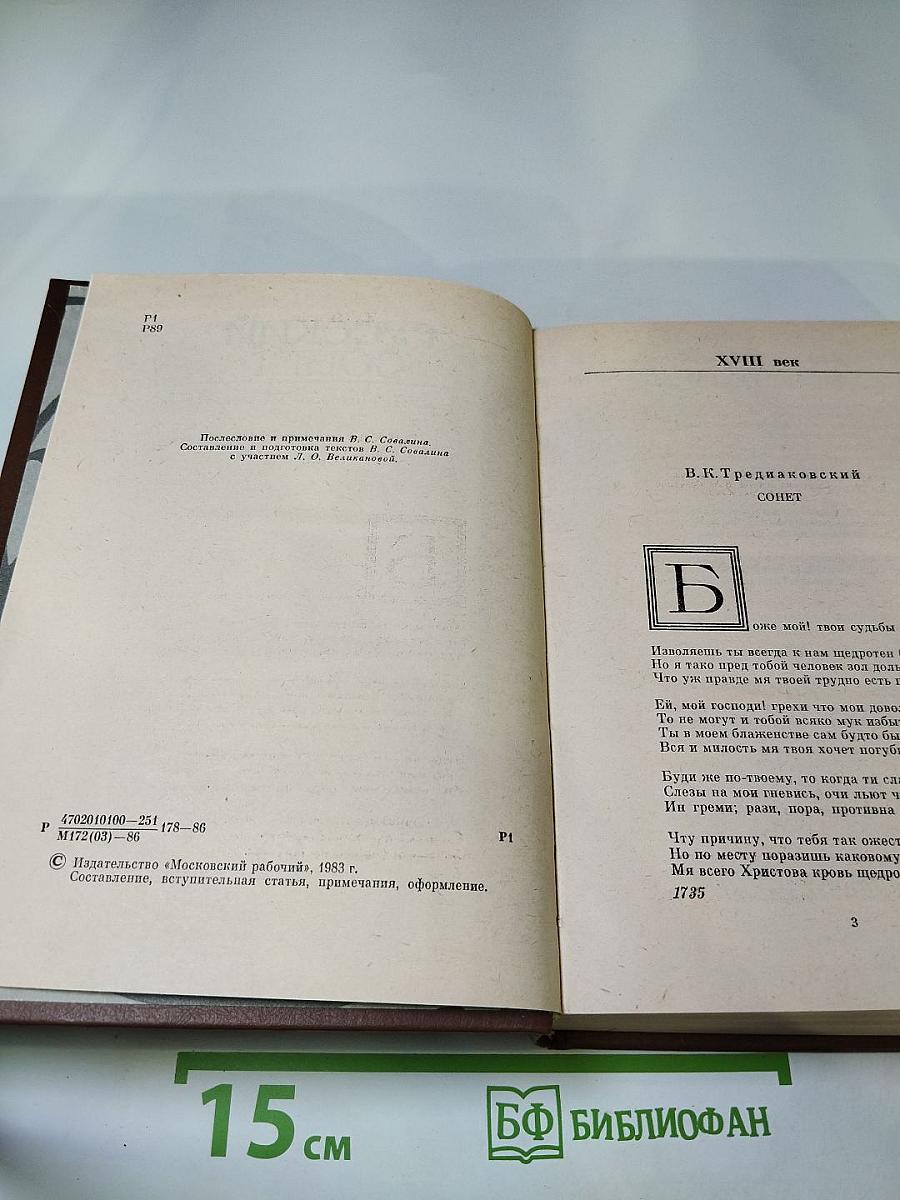 Р1
Р89
Послесловие и примечания В. С. Совалина.
Составление и подготовка текстов В. С. Совалина
с участием Л. О. Великановой.
Р 4702010100—251
М172(03)—86 178—86
Р1
© Издательство «Московский рабочий», 1983 г.
Составление, вступительная статья, примечания, оформление.
XVIII век
В. К. Тредиаковский
СОНЕТ
Боже мой! твои судьбы
Изволяешь ты всегда к нам щедротен
Но я тако пред тобой человек зол
Что уж правде мя твоей трудно есть
Ей, мой господи! грехи что мои
То не могут и тобой всяко мук
Ты в моем блаженстве сам будто
Вся и милость мя твоя хочет
Буди же по-твоему, то когда ти
Слезы на мои гневись, очи льют
Ин греми; рази, пора, противна
Чту причину, что тебя так
Но по месту поразишь каковому
Мя всего Христова кровь
1735
3
15 см
БФ БИБЛИОФАН